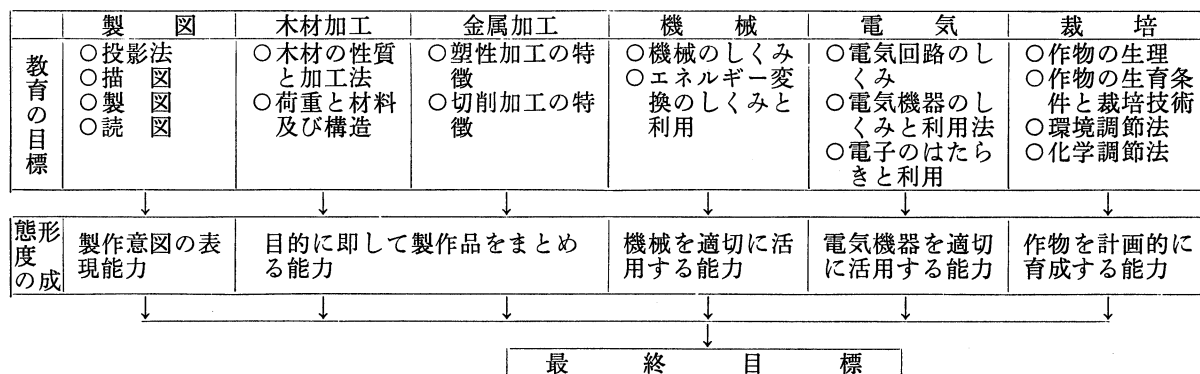 製 図 木材加工 金属加工 機 械 電 気 栽 培
教育の目標
○投影法
○描 図
○製 図
○読 図
○木材の性質
と加工法
○荷重と材料
及び構造
○塑性加工の特
徴
○切削加工の特
徴
○機械のしくみ
○エネルギー変
換のしくみと
利用
○電気回路のし
くみ
○電気機器のし
くみと利用法
○電子のはたら
きと利用
○作物の生理
○作物の生育条
件と栽培技術
○環境調節法
○化学調節法
態度の形成
製作意図の表
現能力
目的に即して製作品をまとめ
る能力
機械を適切に活
用する能力
電気機器を適切
に活用する能力
作物を計画的に
育成する能力
最 終 目 標